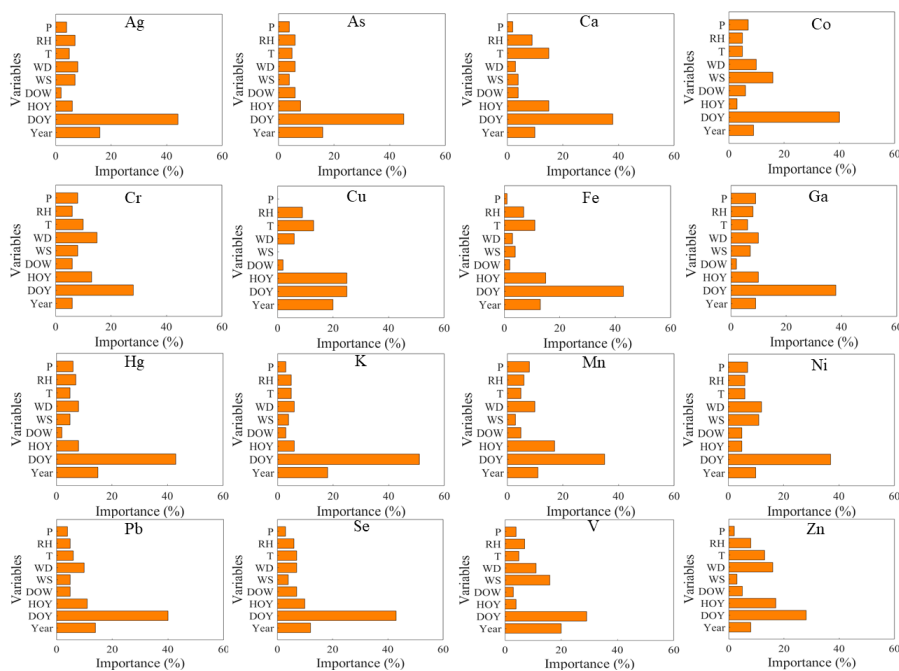 Ag
Variables
P
RH
T
WD
WS
DOW
HOY
DOY
Year
0 20 40 60
Importance (%)
As
Variables
P
RH
T
WD
WS
DOW
HOY
DOY
Year
0 20 40 60
Importance (%)
Ca
Variables
P
RH
T
WD
WS
DOW
HOY
DOY
Year
0 20 40 60
Importance (%)
Co
Variables
P
RH
T
WD
WS
DOW
HOY
DOY
Year
0 20 40 60
Importance (%)
Cr
Variables
P
RH
T
WD
WS
DOW
HOY
DOY
Year
0 20 40 60
Importance (%)
Cu
Variables
P
RH
T
WD
WS
DOW
HOY
DOY
Year
0 20 40 60
Importance (%)
Fe
Variables
P
RH
T
WD
WS
DOW
HOY
DOY
Year
0 20 40 60
Importance (%)
Ga
Variables
P
RH
T
WD
WS
DOW
HOY
DOY
Year
0 20 40 60
Importance (%)
Hg
Variables
P
RH
T
WD
WS
DOW
HOY
DOY
Year
0 20 40 60
Importance (%)
K
Variables
P
RH
T
WD
WS
DOW
HOY
DOY
Year
0 20 40 60
Importance (%)
Mn
Variables
P
RH
T
WD
WS
DOW
HOY
DOY
Year
0 20 40 60
Importance (%)
Ni
Variables
P
RH
T
WD
WS
DOW
HOY
DOY
Year
0 20 40 60
Importance (%)
Pb
Variables
P
RH
T
WD
WS
DOW
HOY
DOY
Year
0 20 40 60
Importance (%)
Se
Variables
P
RH
T
WD
WS
DOW
HOY
DOY
Year
0 20 40 60
Importance (%)
V
Variables
P
RH
T
WD
WS
DOW
HOY
DOY
Year
0 20 40 60
Importance (%)
Zn
Variables
P
RH
T
WD
WS
DOW
HOY
DOY
Year
0 20 40 60
Importance (%)